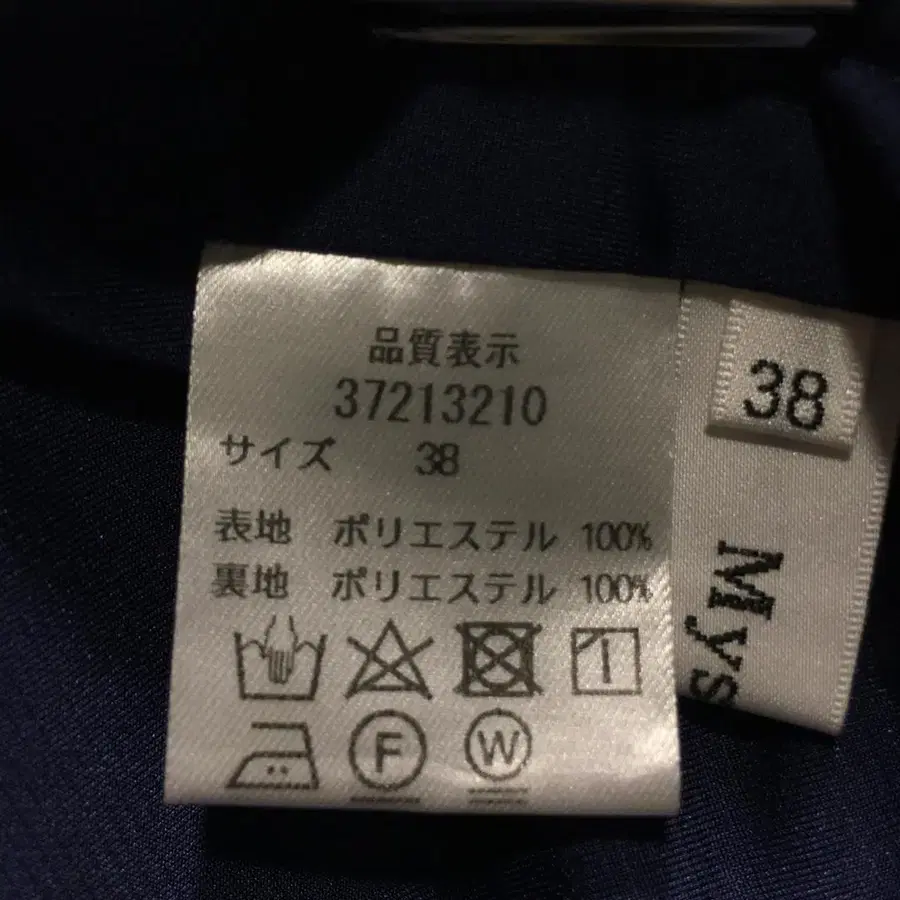 品質表示
37213210
サイズ 38
表地 ポリエステル 100%
裏地 ポリエステル 100%
F
W
38
Mys